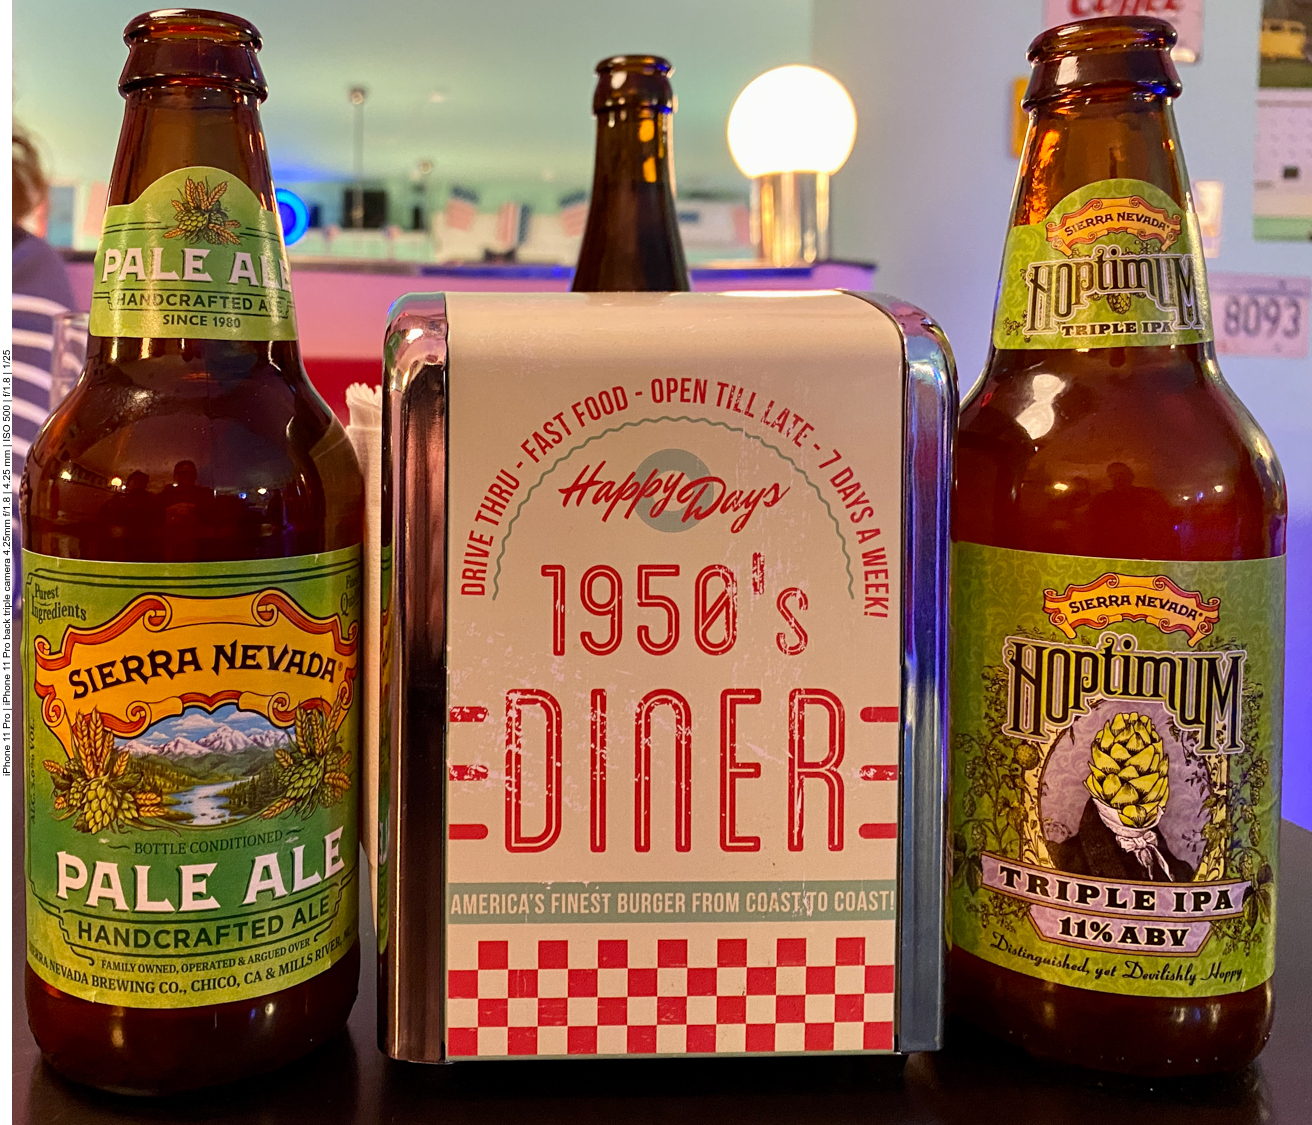 iPhone 11 Pro | iPhone 11 Pro back triple camera 4.25mm f/1.8 | 4.25 mm | ISO 500 | f/1.8 | 1/25
PALE ALE
HANDCRAFTED A
SINCE 1980
Purest
Ingredients
SIERRA NEVADA®
BOTTLE CONDITIONED
PALE ALE
HANDCRAFTED ALE
FAMILY OWNED, OPERATED & ARGUED OVER
NEVADA BREWING CO., CHICO, CA & MILLS RIVER,
DRIVE THRU - FAST FOOD - OPEN TILL LATE - 7 DAYS A WEEK!
Happy Days
1950's
DINER
AMERICA'S FINEST BURGER FROM COAST TO COAST!
COFFEE
SIERRA NEVADA
HOPTIMUM
TRIPLE IPA
8093
SIERRA NEVADA
HOPTIMUM
TRIPLE IPA
11% ABV
Distinguished, yet Devilishly Hoppy